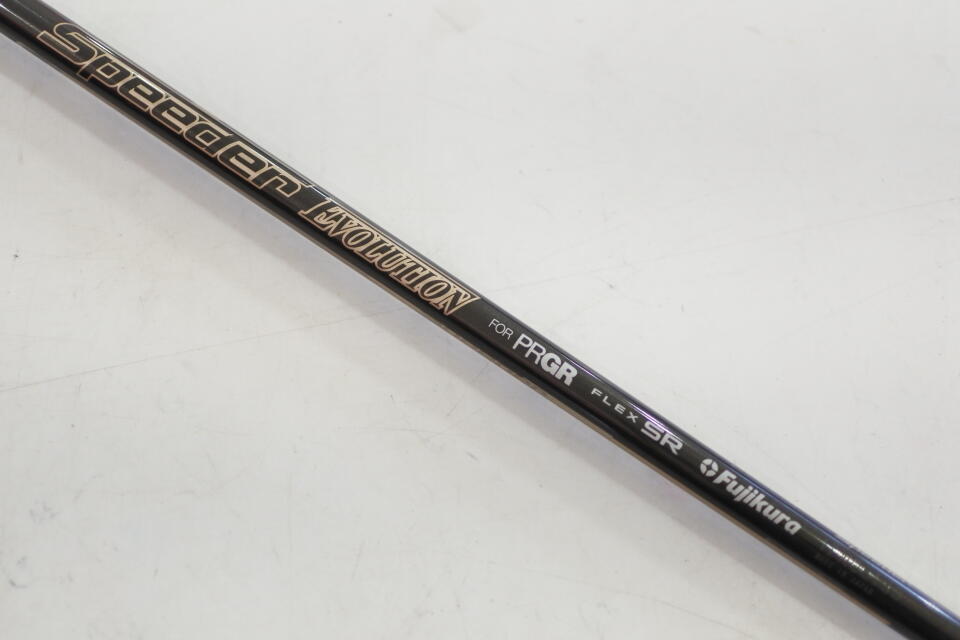 Speeder EVOLUTION FOR PRGR FLEX SR Fujikura